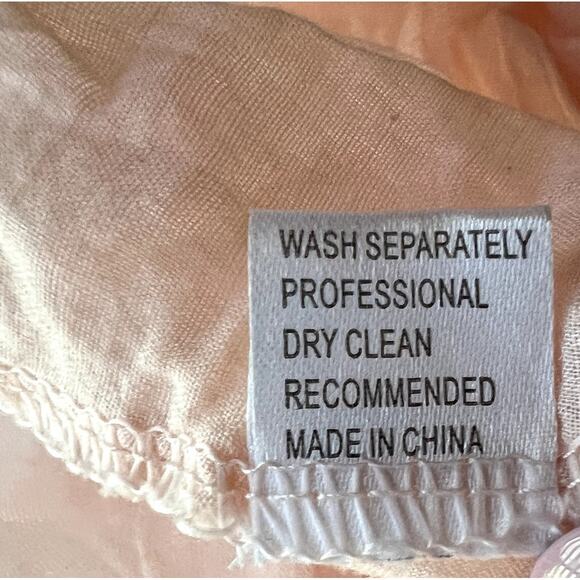 WASH SEPARATELY
PROFESSIONAL
DRY CLEAN
RECOMMENDED
MADE IN CHINA